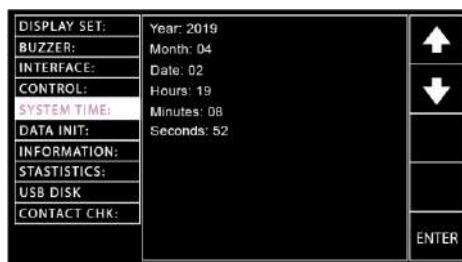 DISPLAY SET:
BUZZER:
INTERFACE:
CONTROL:
SYSTEM TIME:
DATA INIT:
INFORMATION:
STASTISTICS:
USB DISK
CONTACT CHK:
Year: 2019
Month: 04
Date: 02
Hours: 19
Minutes: 08
Seconds: 52
ENTER